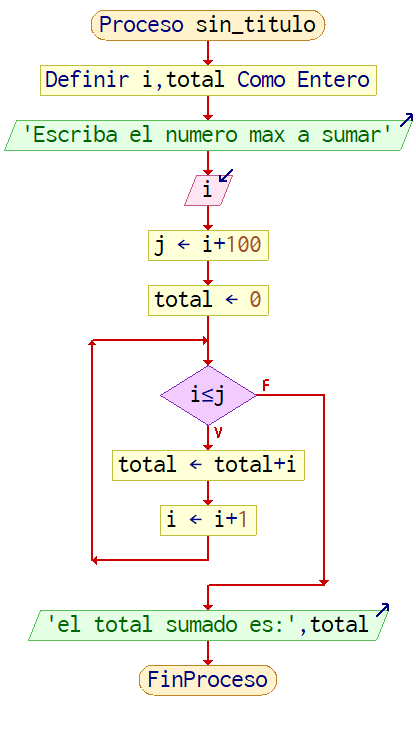 Proceso sin_titulo
Definir i,total Como Entero
'Escriba el numero max a sumar'
i
j ← i+100
total ← 0
i≤j
F
V
total ← total+i
i ← i+1
'el total sumado es:',total
FinProceso